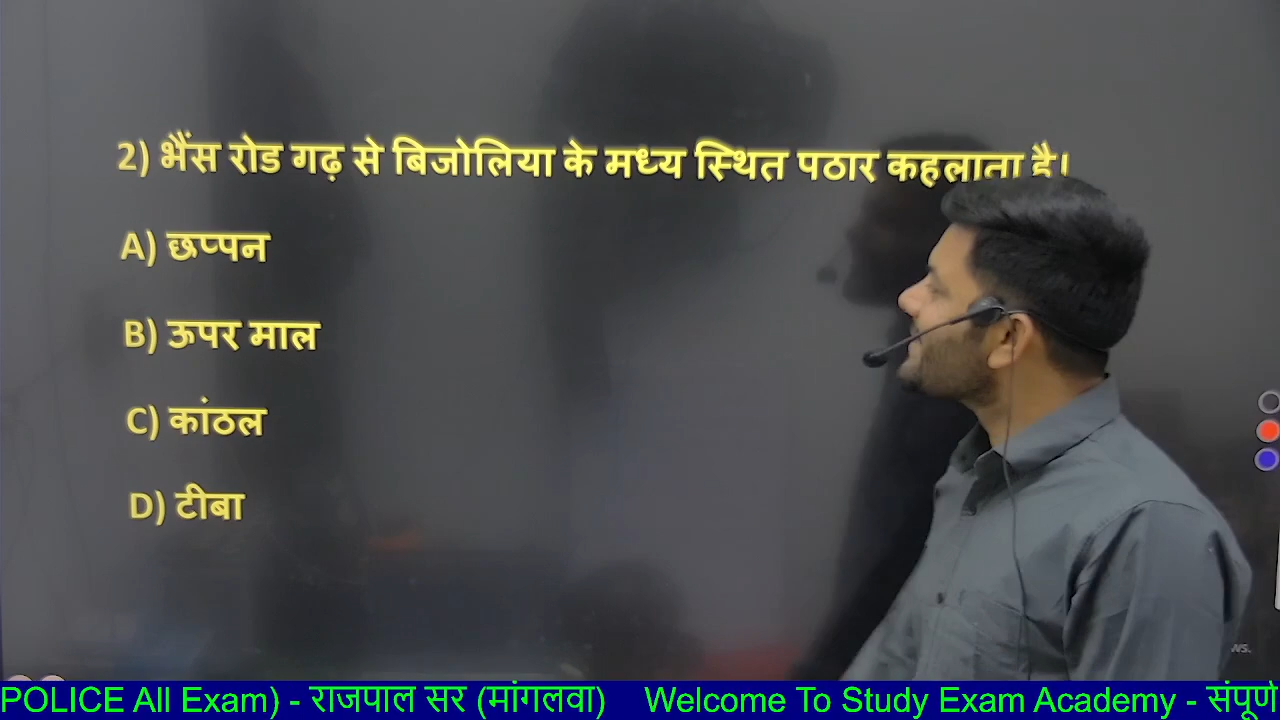 2) भैंस रोड गढ़ से बिजोलिया के मध्य स्थित पठार कहलाता है।
A) छप्पन
B) ऊपर माल
C) कांठल
D) टीबा
POLICE All Exam) - राजपाल सर (मांगलवा) Welcome To Study Exam Academy - संपूर्ण